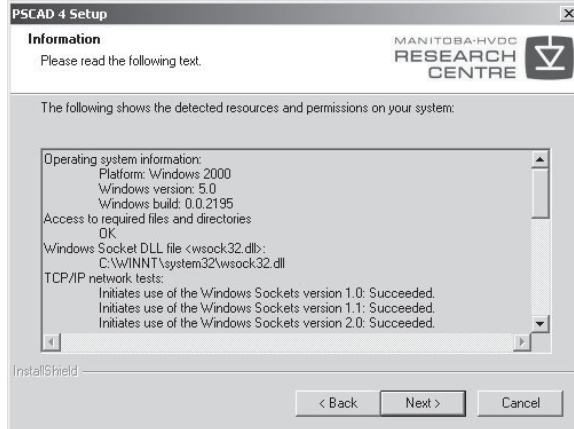 PSCAD 4 Setup
Information
Please read the following text.
MANITOBA-HVDC
RESEARCH
CENTRE
The following shows the detected resources and permissions on your system:
Operating system information:
Platform: Windows 2000
Windows version: 5.0
Windows build: 0.0.2195
Access to required files and directories
OK
Windows Socket DLL file <wsock32.dll>:
C:\WINNT\system32\wsock32.dll
TCP/IP network tests:
Initiates use of the Windows Sockets version 1.0: Succeeded.
Initiates use of the Windows Sockets version 1.1: Succeeded.
Initiates use of the Windows Sockets version 2.0: Succeeded.
InstallShield
< Back Next > Cancel